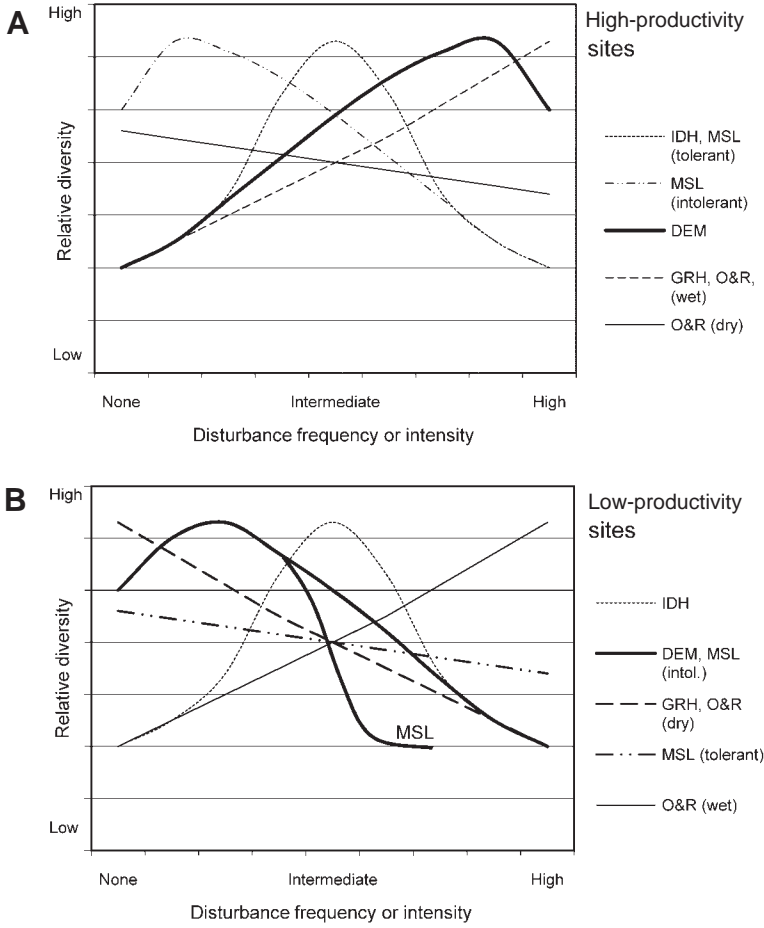 A
High
Relative diversity
Low
None
Intermediate
High
Disturbance frequency or intensity
High-productivity
sites
IDH, MSL
(tolerant)
MSL
(intolerant)
DEM
GRH, O&R,
(wet)
O&R (dry)
B
High
Relative diversity
Low
MSL
None
Intermediate
High
Disturbance frequency or intensity
Low-productivity
sites
IDH
DEM, MSL
(intol.)
GRH, O&R
(dry)
MSL (tolerant)
O&R (wet)